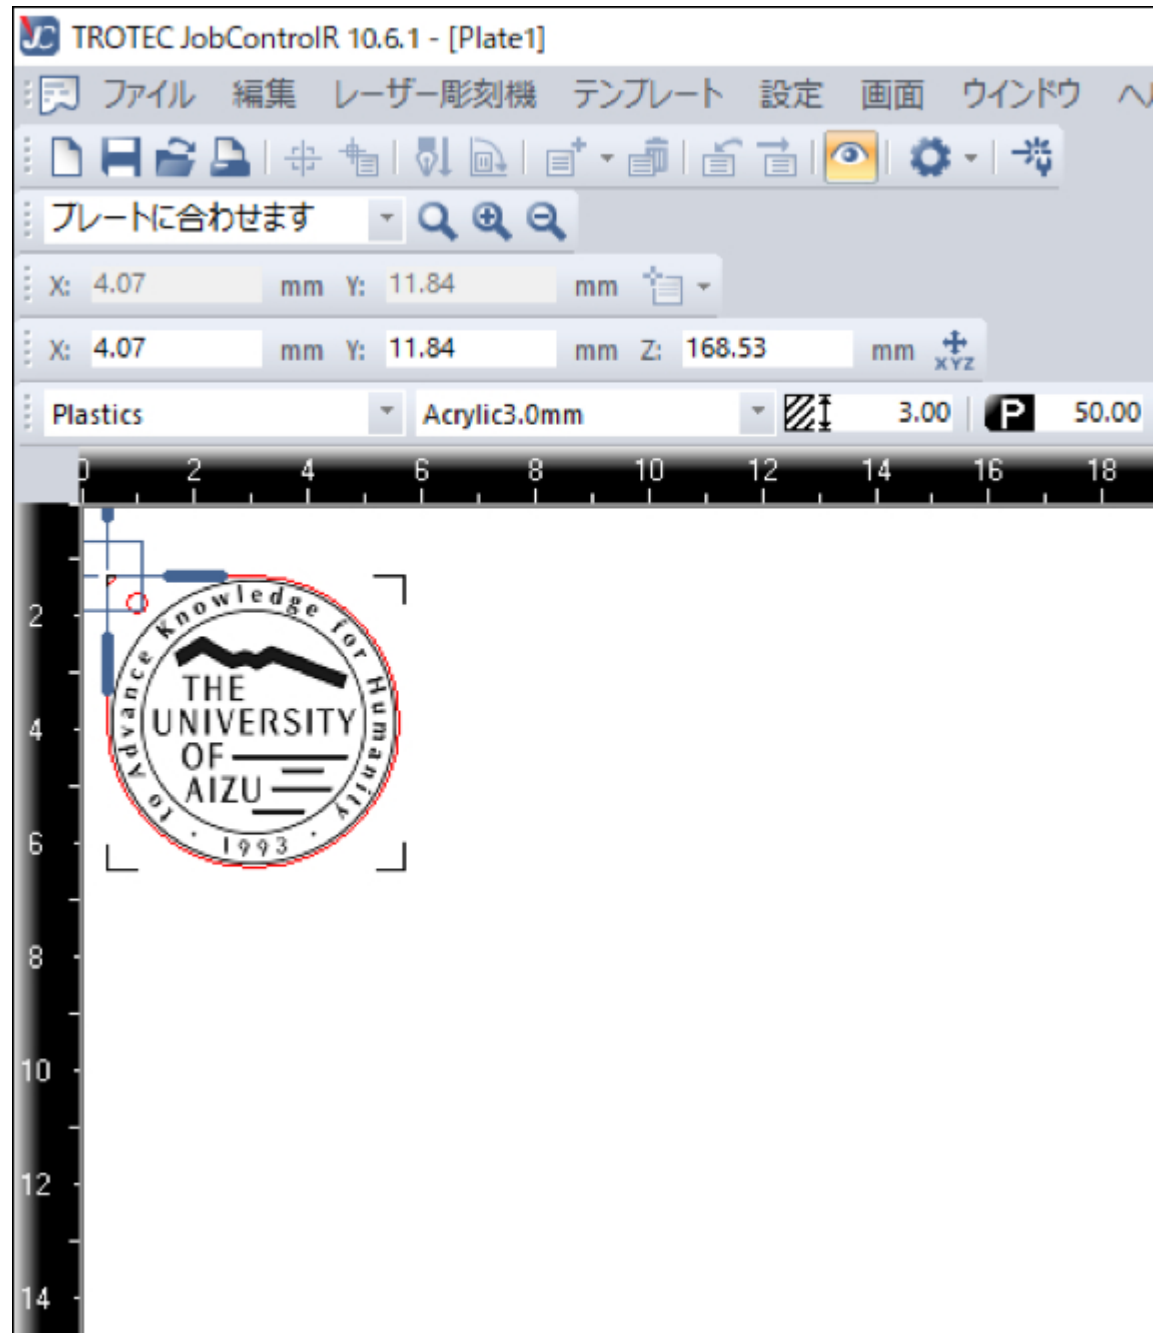 TROTEC JobControlR 10.6.1 - [Plate1]
ファイル 編集 レーザー彫刻機 テンプレート 設定 画面 ウインドウ
プレートに合わせます
X: 4.07 mm Y: 11.84 mm
X: 4.07 mm Y: 11.84 mm Z: 168.53 mm XYZ
Plastics Acrylic3.0mm 3.00 P 50.00
0 2 4 6 8 10 12 14 16 18
2
4
6
8
10
12
14
to Advance Knowledge for Humanity
THE
UNIVERSITY
OF
AIZU
· 1993 ·